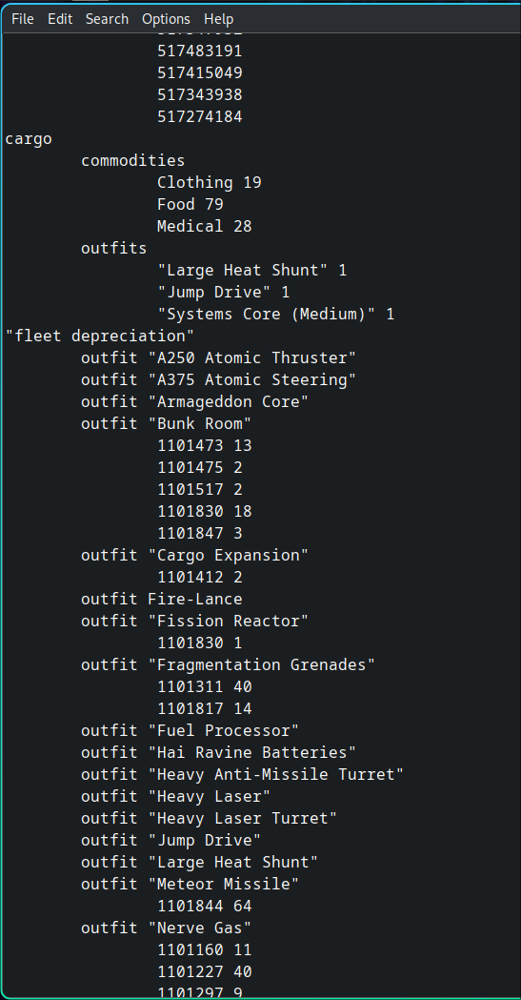 File Edit Search Options Help
517483191
517415049
517343938
517274184
cargo
commodities
Clothing 19
Food 79
Medical 28
outfits
"Large Heat Shunt" 1
"Jump Drive" 1
"Systems Core (Medium)" 1
"fleet depreciation"
outfit "A250 Atomic Thruster"
outfit "A375 Atomic Steering"
outfit "Armageddon Core"
outfit "Bunk Room"
1101473 13
1101475 2
1101517 2
1101830 18
1101847 3
outfit "Cargo Expansion"
1101412 2
outfit Fire-Lance
outfit "Fission Reactor"
1101830 1
outfit "Fragmentation Grenades"
1101311 40
1101817 14
outfit "Fuel Processor"
outfit "Hai Ravine Batteries"
outfit "Heavy Anti-Missile Turret"
outfit "Heavy Laser"
outfit "Heavy Laser Turret"
outfit "Jump Drive"
outfit "Large Heat Shunt"
outfit "Meteor Missile"
1101844 64
outfit "Nerve Gas"
1101160 11
1101227 40
1101297 9